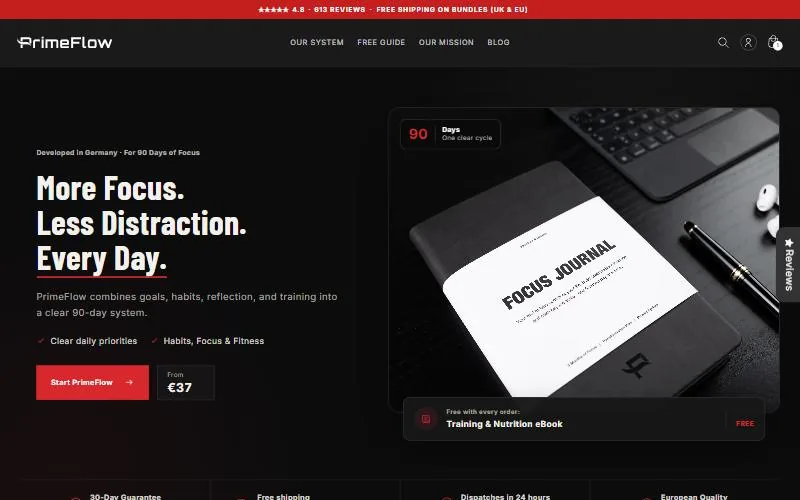 ★★★★★ 4.8 · 613 REVIEWS · FREE SHIPPING ON BUNDLES (UK & EU)
PrimeFlow
OUR SYSTEM FREE GUIDE OUR MISSION BLOG
1
Developed in Germany · For 90 Days of Focus
More Focus.
Less Distraction.
Every Day.
PrimeFlow combines goals, habits, reflection, and training into
a clear 90-day system.
✓ Clear daily priorities ✓ Habits, Focus & Fitness
Start PrimeFlow →
From
€37
90 Days
One clear cycle
FOCUS JOURNAL
★ Reviews
Free with every order:
Training & Nutrition eBook
FREE
30-Day Guarantee
Free shipping
Dispatches in 24 hours
European Quality